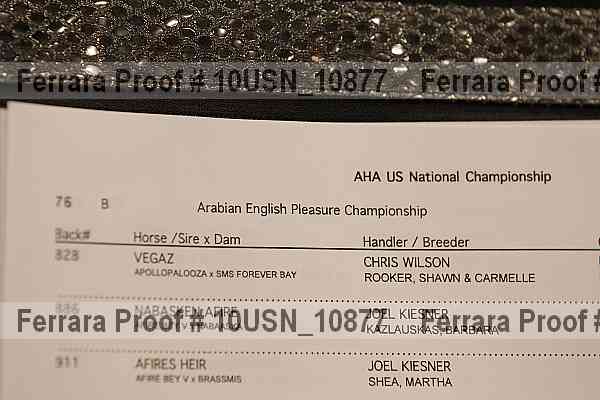 Ferrara Proof # 10USN_10877 Ferrara Proof #
AHA US National Championship
76 B Arabian English Pleasure Championship
Back# Horse /Sire x Dam Handler / Breeder
828 VEGAZ CHRIS WILSON
APOLLOPALOOZA x SMS FOREVER BAY ROOKER, SHAWN & CARMELLE
886 NABASKENAFIRE JOEL KIESNER
KAZLAUSKAS, BARBARA
Ferrara Proof # 10USN_10877 Ferrara Proof #
911 AFIRES HEIR JOEL KIESNER
AFIRE BEY V x BRASSMIS SHEA, MARTHA